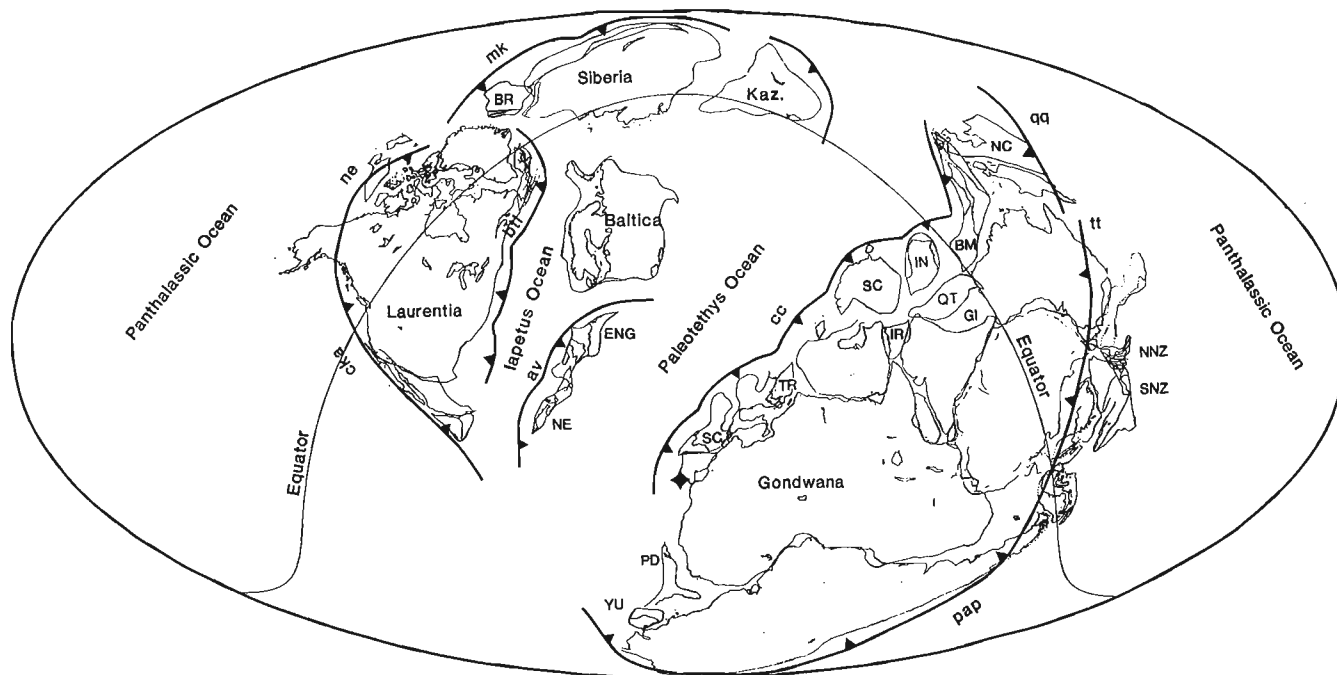 mk
Siberia
BR
Kaz.
qq
NC
ne
Panthalassic Ocean
btl
Baltica
tt
BM
IN
SC
QT
GI
Laurentia
Iapetus Ocean
Paleotethys Ocean
cc
Panthalassic Ocean
ENG
IR
Equator
NNZ
SNZ
av
TR
NE
SC
Equator
Gondwana
PD
YU
pap